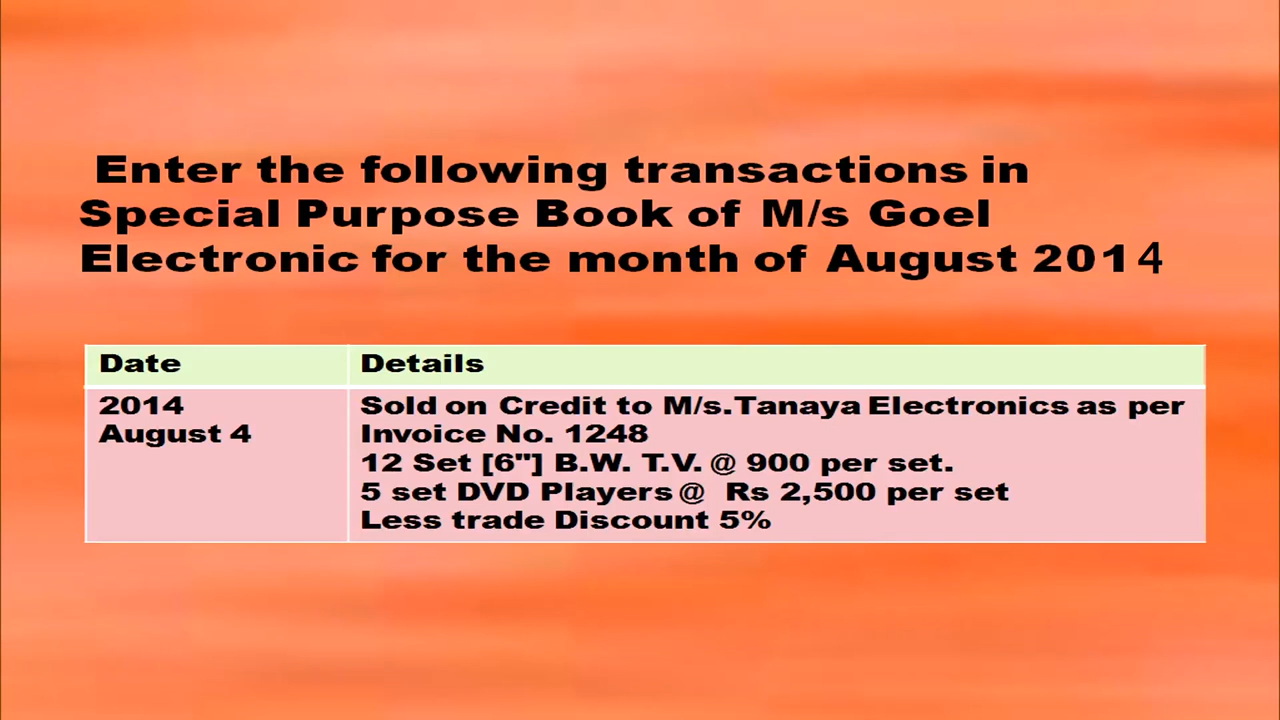 Enter the following transactions in
Special Purpose Book of M/s Goel
Electronic for the month of August 2014
Date Details
2014
August 4
Sold on Credit to M/s.Tanaya Electronics as per
Invoice No. 1248
12 Set [6"] B.W. T.V. @ 900 per set.
5 set DVD Players @ Rs 2,500 per set
Less trade Discount 5%